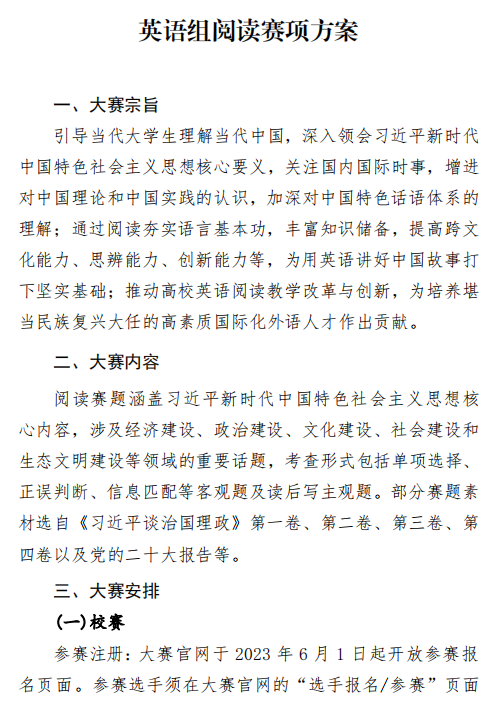 英语组阅读赛项方案
一、大赛宗旨
引导当代大学生理解当代中国，深入领会习近平新时代
中国特色社会主义思想核心要义，关注国内国际时事，增进
对中国理论和中国实践的认识，加深对中国特色话语体系的
理解；通过阅读夯实语言基本功，丰富知识储备，提高跨文
化能力、思辨能力、创新能力等，为用英语讲好中国故事打
下坚实基础；推动高校英语阅读教学改革与创新，为培养堪
当民族复兴大任的高素质国际化外语人才作出贡献。
二、大赛内容
阅读赛题涵盖习近平新时代中国特色社会主义思想核
心内容，涉及经济建设、政治建设、文化建设、社会建设和
生态文明建设等领域的重要话题，考查形式包括单项选择、
正误判断、信息匹配等客观题及读后写主观题。部分赛题素
材选自《习近平谈治国理政》第一卷、第二卷、第三卷、第
四卷以及党的二十大报告等。
三、大赛安排
(一)校赛
参赛注册：大赛官网于 2023 年 6 月 1 日起开放参赛报
名页面。参赛选手须在大赛官网的“选手报名/参赛”页面